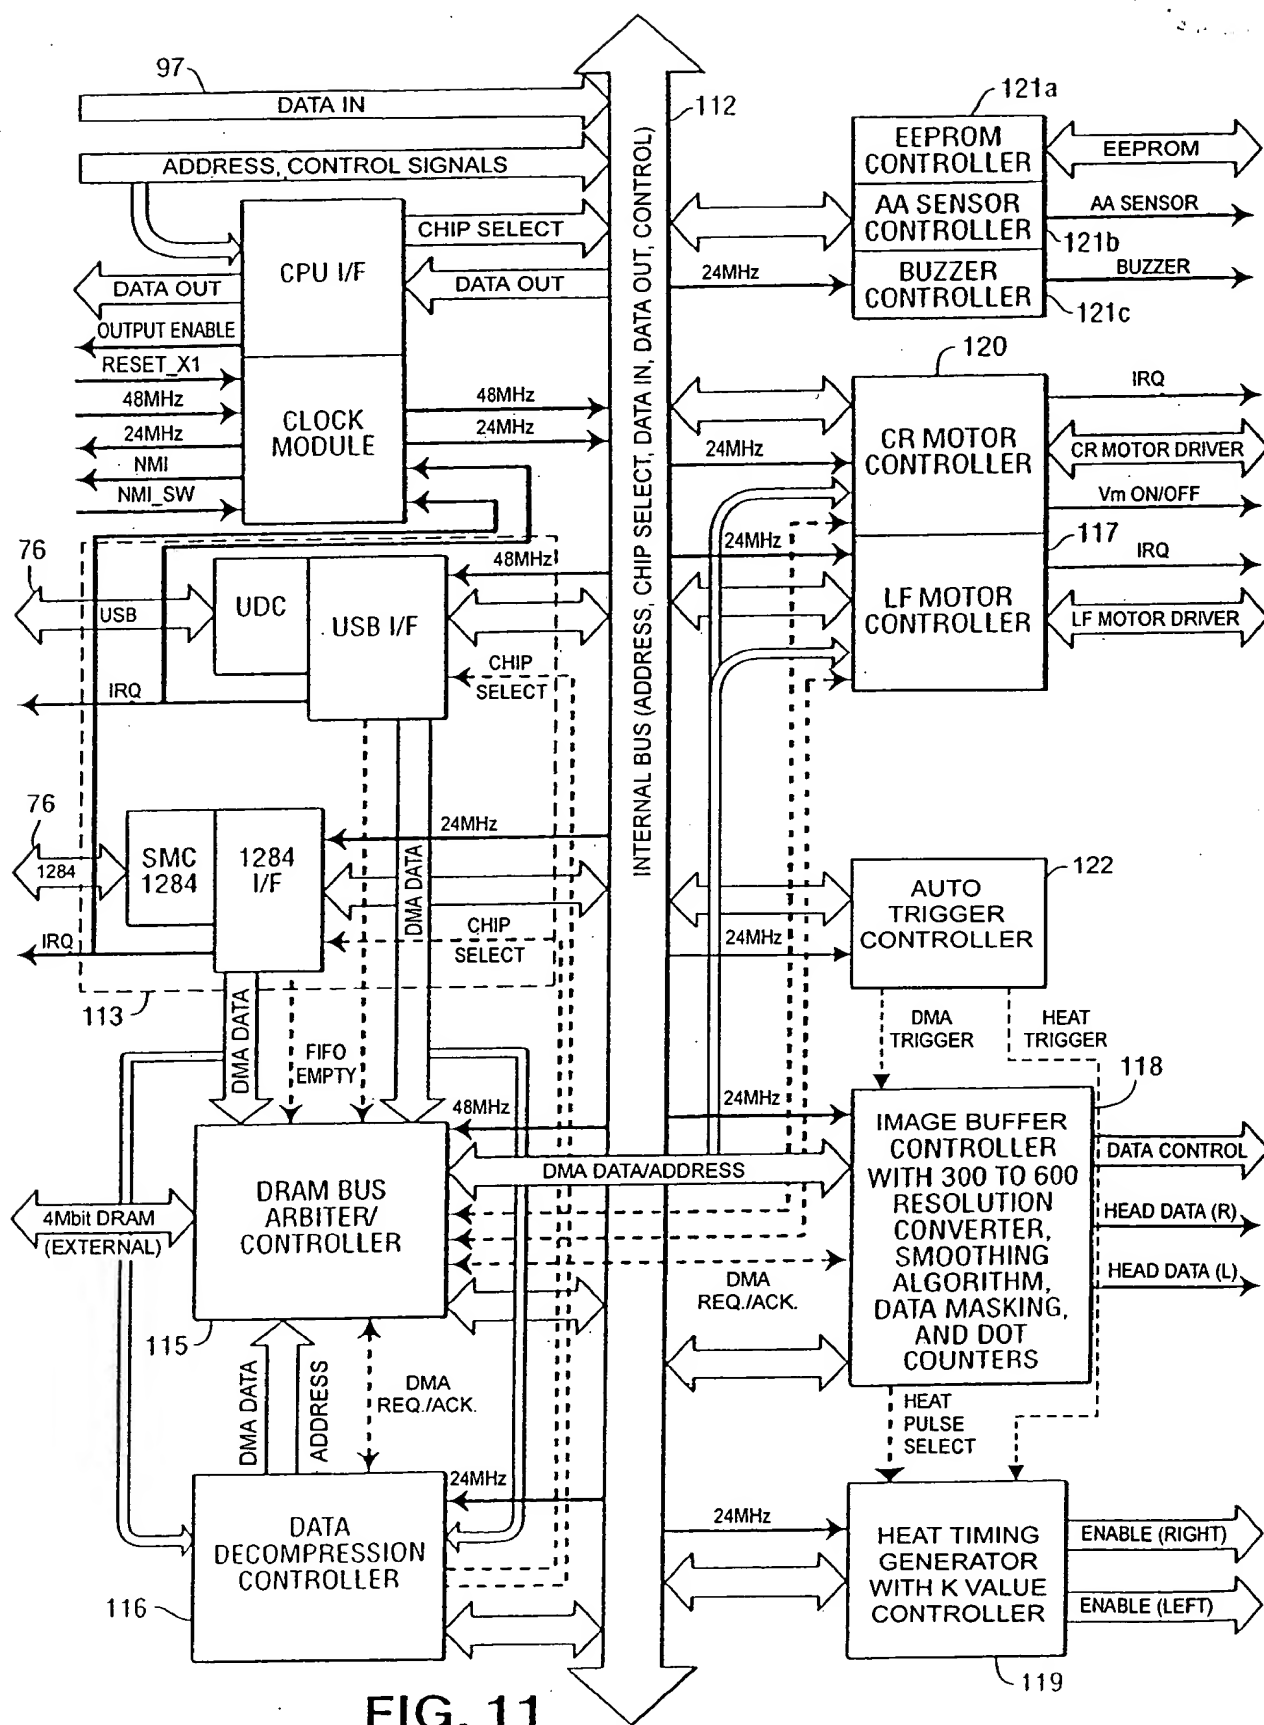 97
DATA IN
ADDRESS, CONTROL SIGNALS
CPU I/F
CHIP SELECT
DATA OUT
DATA OUT
OUTPUT ENABLE
RESET_X1
48MHz
24MHz
NMI
NMI_SW
CLOCK
MODULE
48MHz
24MHz
76
USB
UDC
USB I/F
48MHz
CHIP
SELECT
IRQ
76
1284
SMC
1284
1284
I/F
24MHz
DMA DATA
CHIP
SELECT
IRQ
113
DMA DATA
FIFO
EMPTY
48MHz
4Mbit DRAM
(EXTERNAL)
DRAM BUS
ARBITER/
CONTROLLER
115
DMA DATA
ADDRESS
DMA
REQ./ACK.
24MHz
DATA
DECOMPRESSION
CONTROLLER
116
INTERNAL BUS (ADDRESS, CHIP SELECT, DATA IN, DATA OUT, CONTROL)
112
121a
EEPROM
CONTROLLER
EEPROM
AA SENSOR
CONTROLLER
AA SENSOR
121b
24MHz
BUZZER
CONTROLLER
BUZZER
121c
120
CR MOTOR
CONTROLLER
24MHz
IRQ
CR MOTOR DRIVER
Vm ON/OFF
117
24MHz
LF MOTOR
CONTROLLER
IRQ
LF MOTOR DRIVER
122
AUTO
TRIGGER
CONTROLLER
24MHz
DMA
TRIGGER
HEAT
TRIGGER
118
24MHz
DMA DATA/ADDRESS
IMAGE BUFFER
CONTROLLER
WITH 300 TO 600
RESOLUTION
CONVERTER,
SMOOTHING
ALGORITHM,
DATA MASKING,
AND DOT
COUNTERS
DATA CONTROL
HEAD DATA (R)
HEAD DATA (L)
DMA
REQ./ACK.
HEAT
PULSE
SELECT
24MHz
HEAT TIMING
GENERATOR
WITH K VALUE
CONTROLLER
ENABLE (RIGHT)
ENABLE (LEFT)
119
FIG. 11